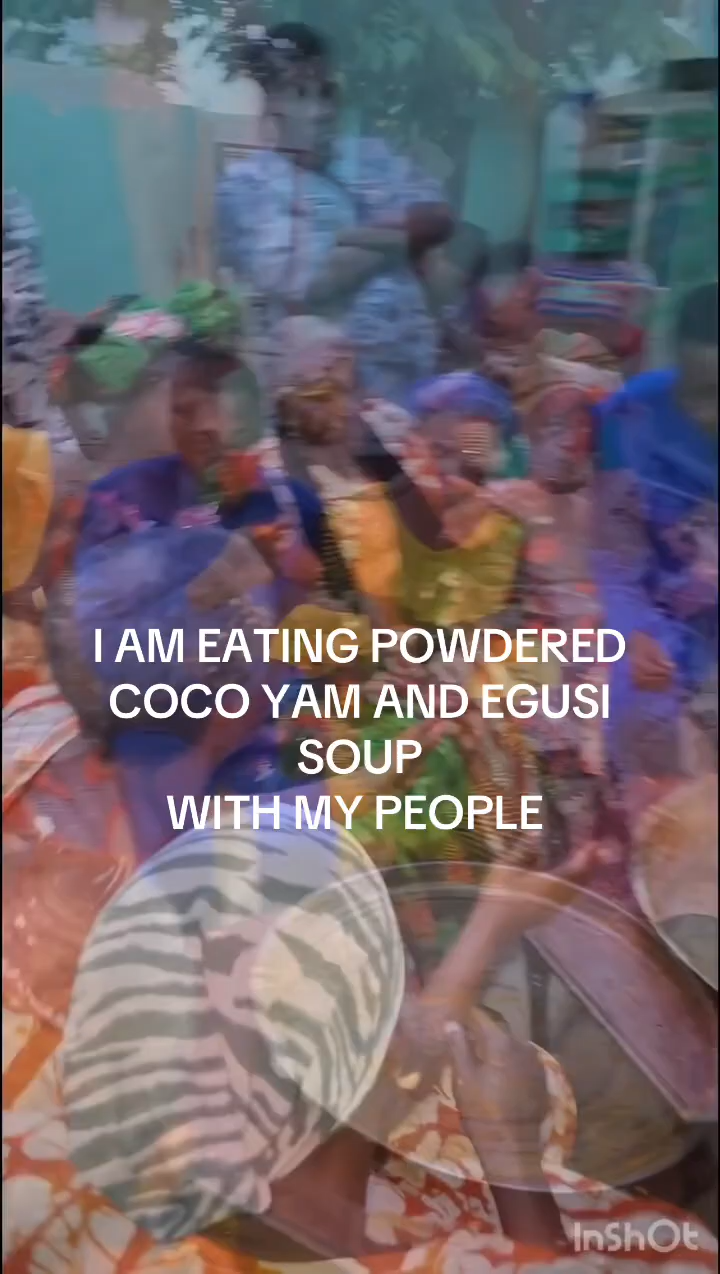 I AM EATING POWDERED
COCO YAM AND EGUSI
SOUP
WITH MY PEOPLE
InShOt